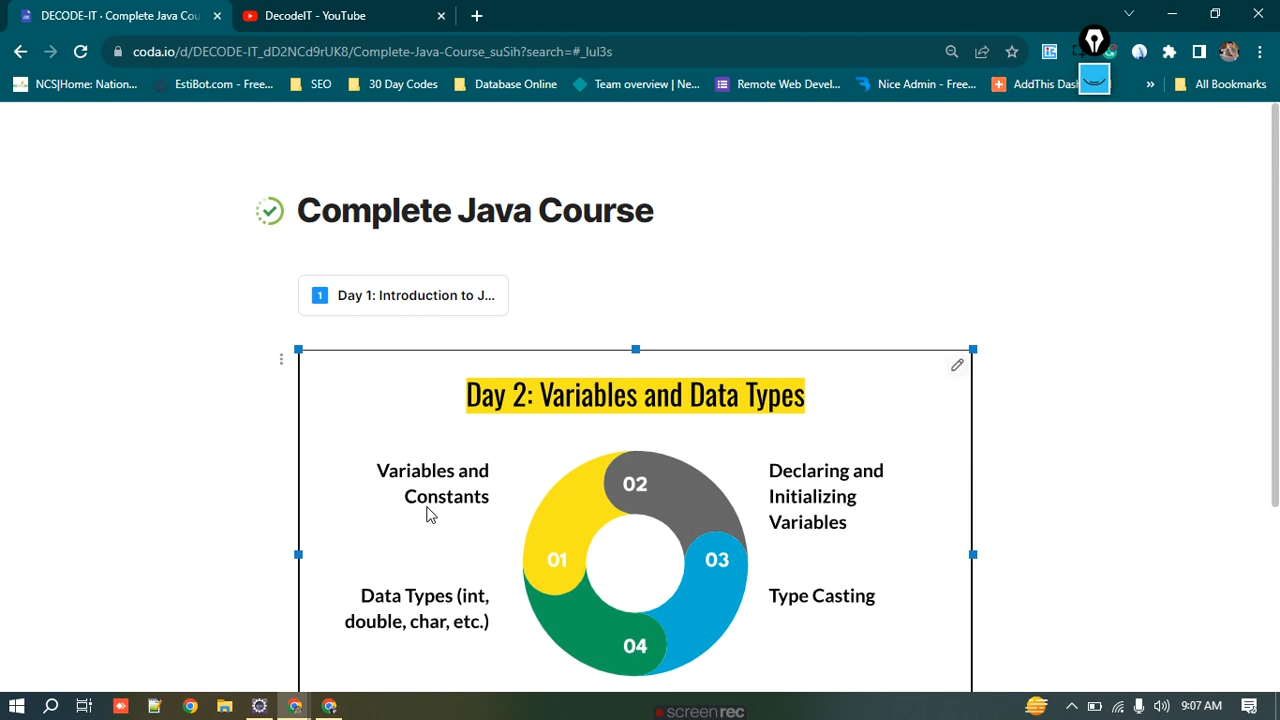 DECODE-IT · Complete Java Cou
DecodeIT - YouTube
coda.io/d/DECODE-IT_dD2NCd9rUK8/Complete-Java-Course_suSih?search=#_lul3s
NCS|Home: Nation...
EstiBot.com - Free...
SEO
30 Day Codes
Database Online
Team overview | Ne...
Remote Web Devel...
Nice Admin - Free...
AddThis Dash
»
All Bookmarks
Complete Java Course
1 Day 1: Introduction to J...
Day 2: Variables and Data Types
Variables and
Constants
Declaring and
Initializing
Variables
Data Types (int,
double, char, etc.)
Type Casting
01
02
03
04
screenrec
9:07 AM